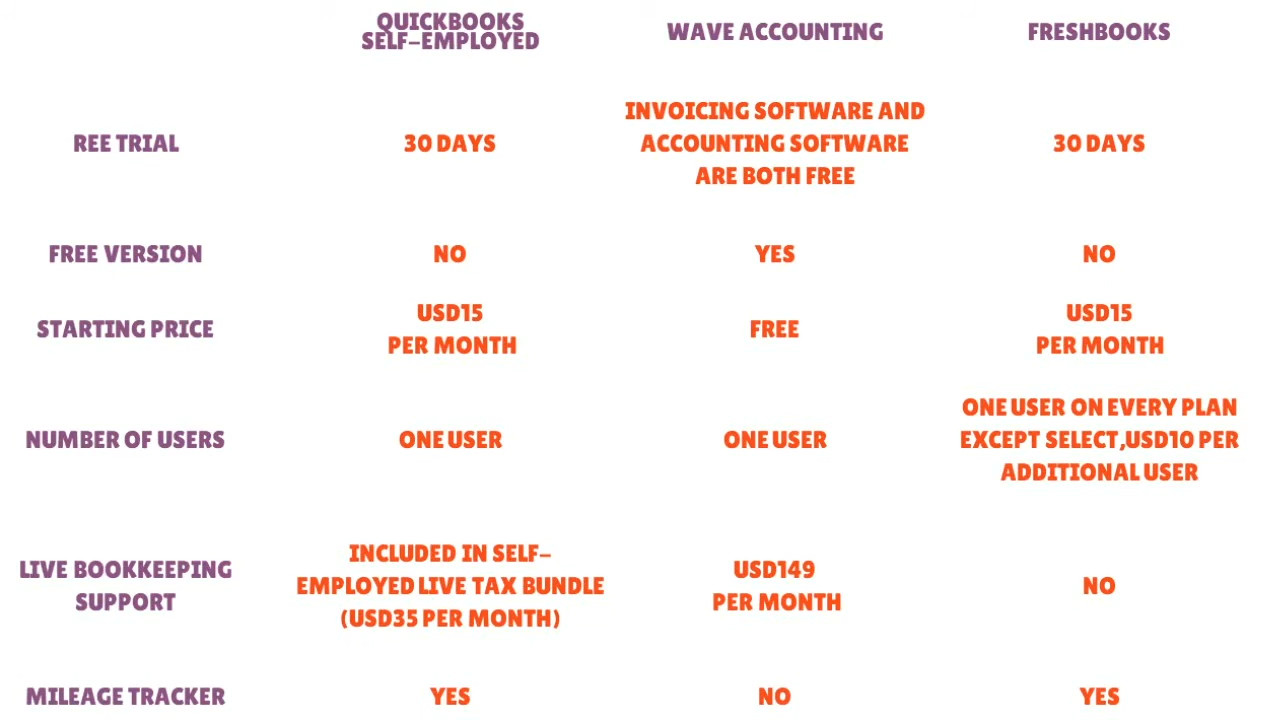 QUICKBOOKS
SELF-EMPLOYED
WAVE ACCOUNTING
FRESHBOOKS
REE TRIAL
30 DAYS
INVOICING SOFTWARE AND
ACCOUNTING SOFTWARE
ARE BOTH FREE
30 DAYS
FREE VERSION
NO
YES
NO
STARTING PRICE
USD15
PER MONTH
FREE
USD15
PER MONTH
NUMBER OF USERS
ONE USER
ONE USER
ONE USER ON EVERY PLAN
EXCEPT SELECT,USD10 PER
ADDITIONAL USER
LIVE BOOKKEEPING
SUPPORT
INCLUDED IN SELF-
EMPLOYED LIVE TAX BUNDLE
(USD35 PER MONTH)
USD149
PER MONTH
NO
MILEAGE TRACKER
YES
NO
YES